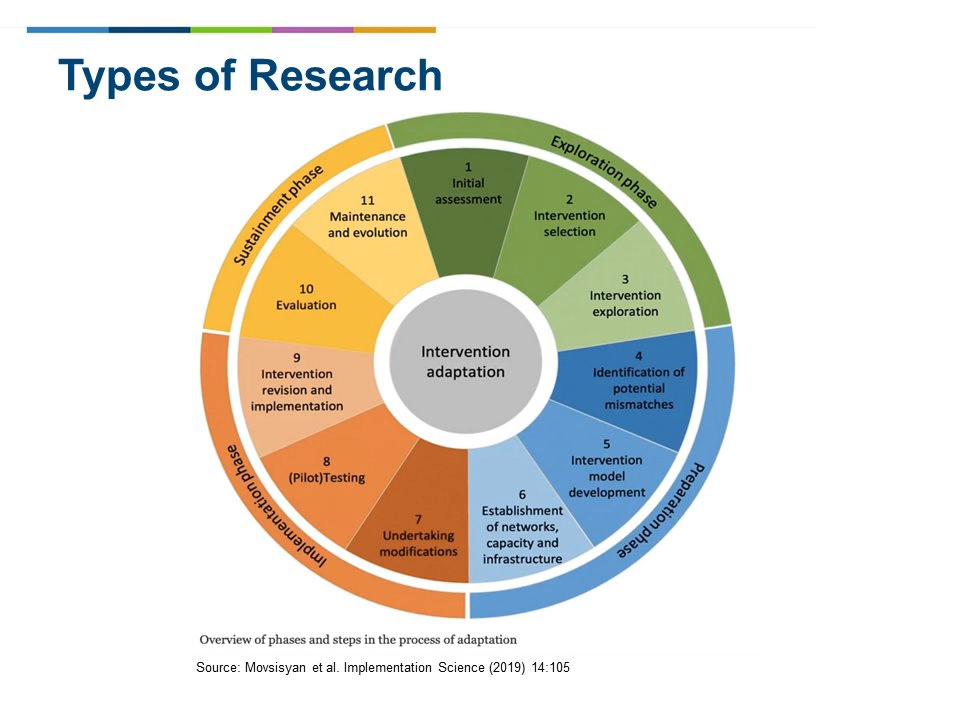 Types of Research
Exploration phase
Preparation phase
Implementation phase
Sustainment phase
1
Initial
assessment
2
Intervention
selection
3
Intervention
exploration
4
Identification of
potential
mismatches
5
Intervention
model
development
6
Establishment
of networks,
capacity and
infrastructure
7
Undertaking
modifications
8
(Pilot)Testing
9
Intervention
revision and
implementation
10
Evaluation
11
Maintenance
and evolution
Intervention
adaptation
Overview of phases and steps in the process of adaptation
Source: Movsisyan et al. Implementation Science (2019) 14:105